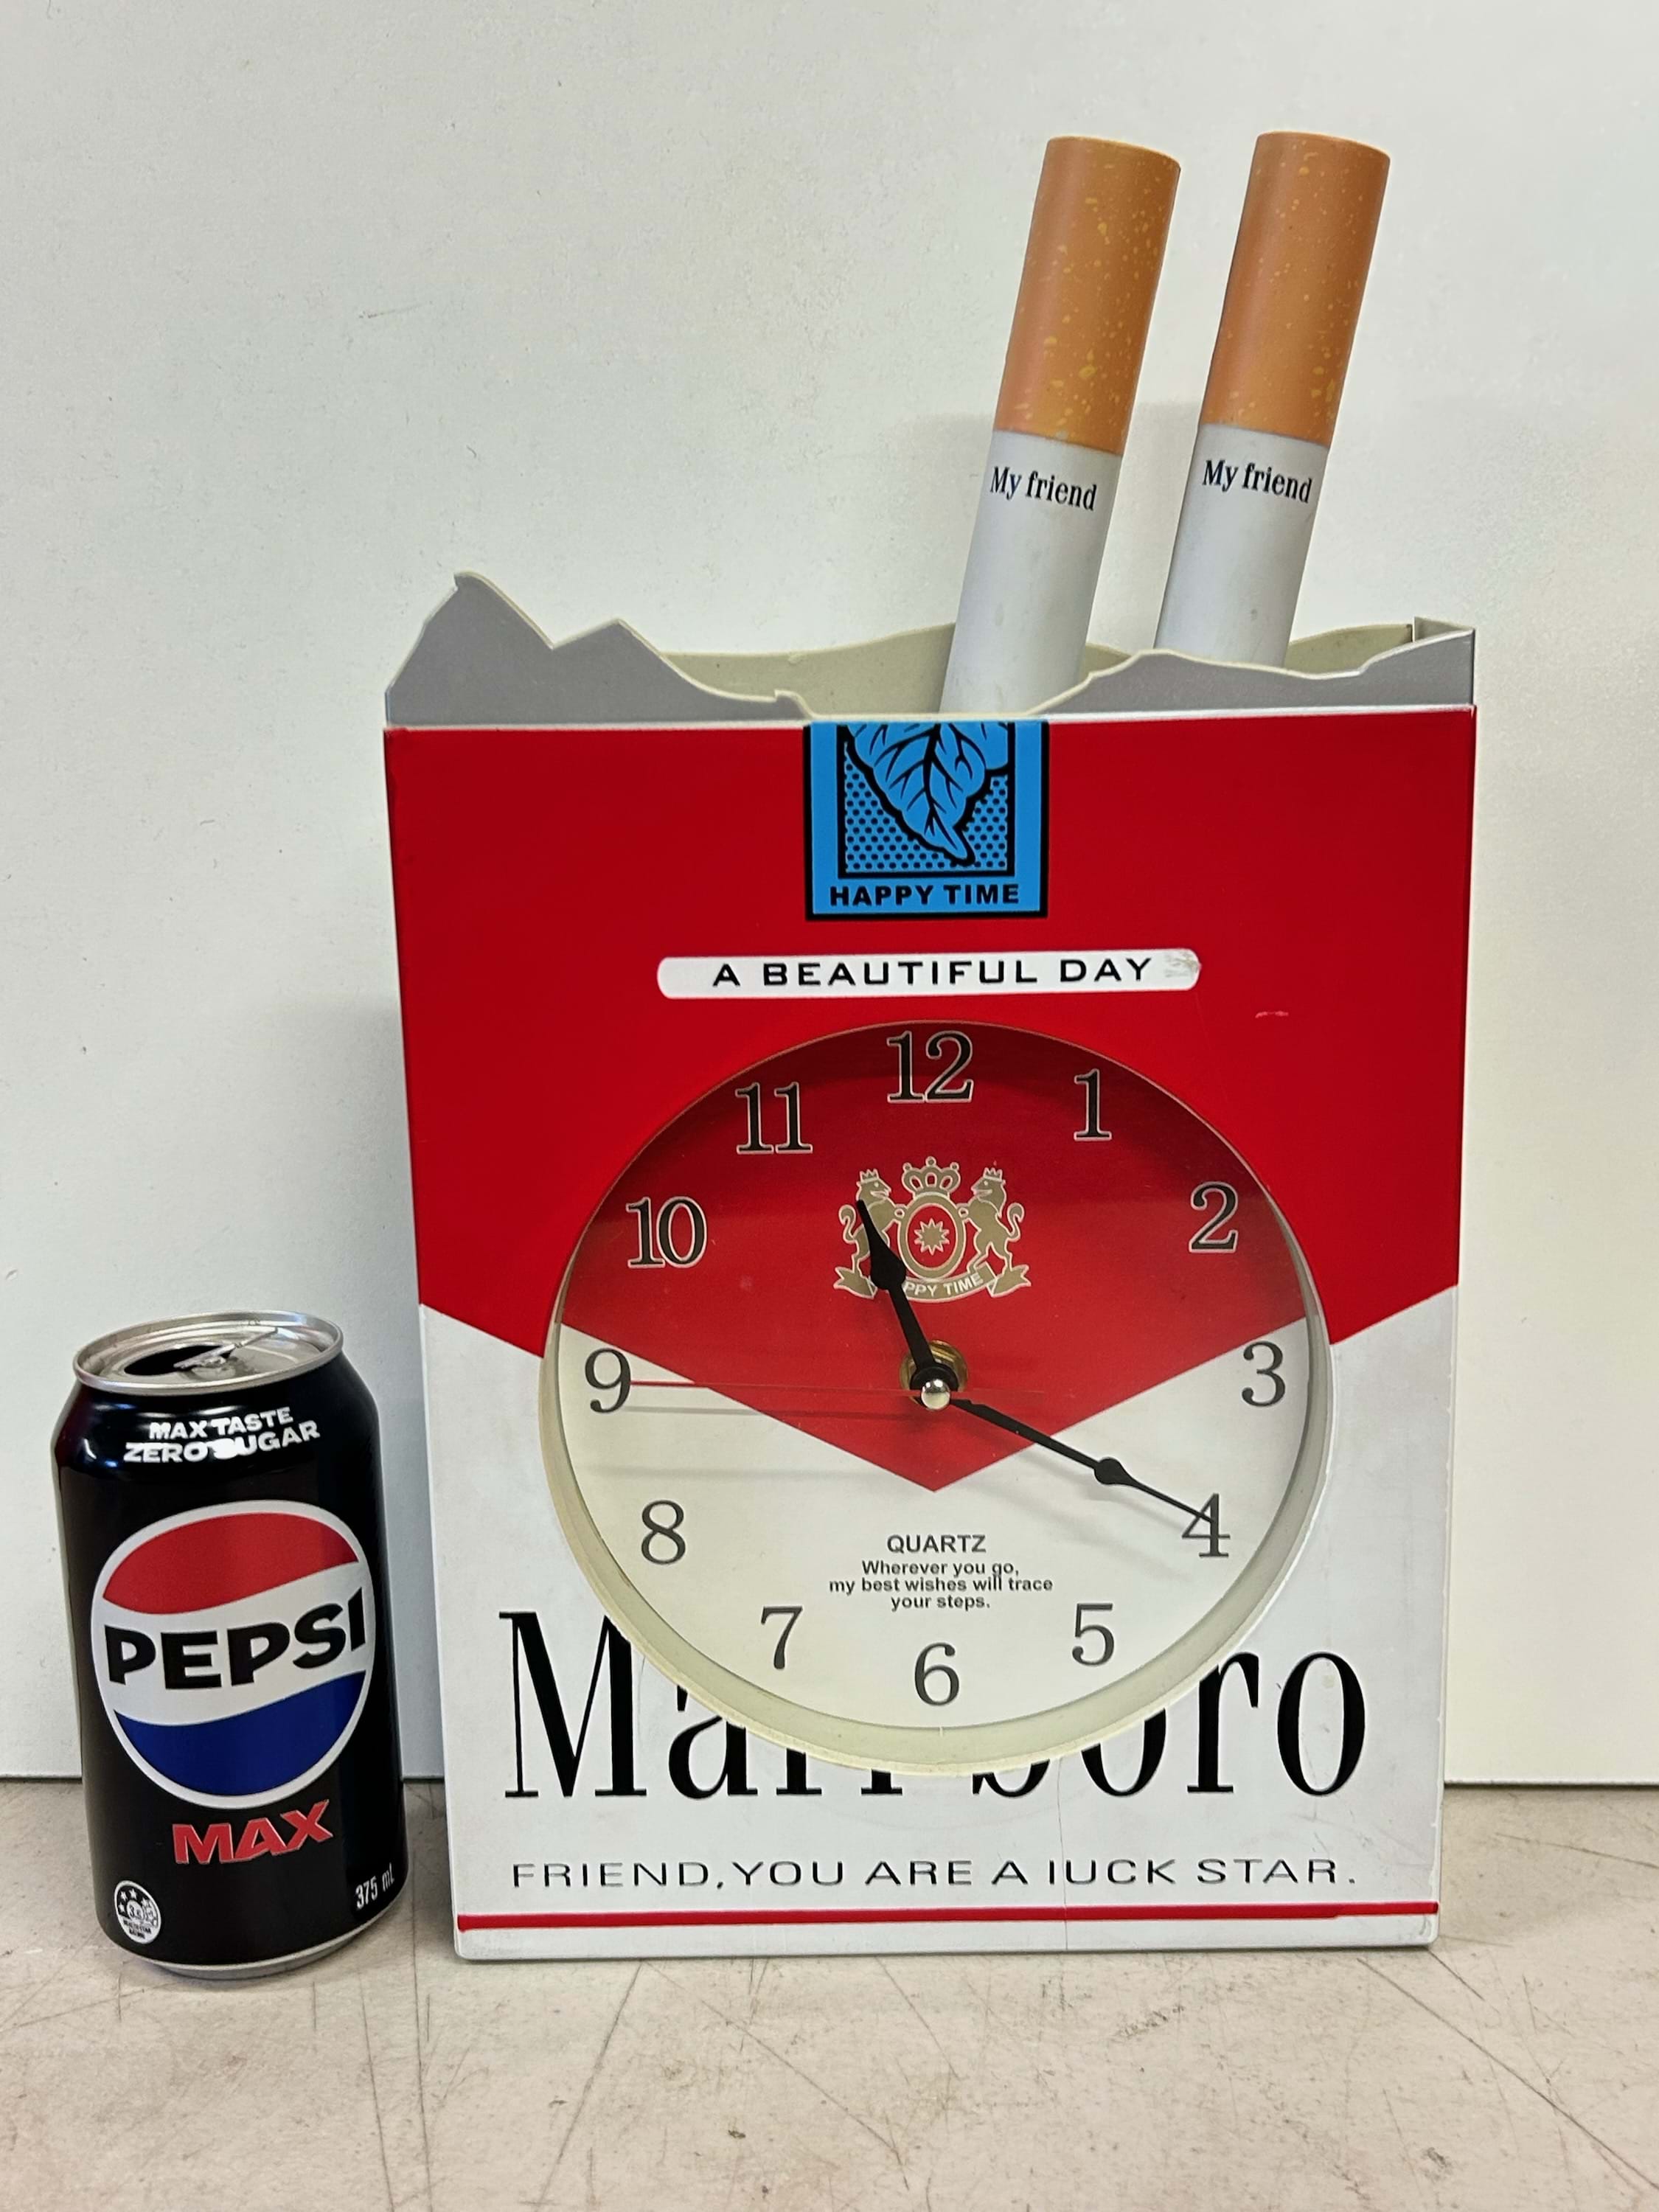 My friend
My friend
HAPPY TIME
A BEAUTIFUL DAY
12
11
1
10
2
9
3
8
4
7
5
6
PPY TIME
QUARTZ
Wherever you go,
my best wishes will trace
your steps.
Marlboro
FRIEND,YOU ARE A IUCK STAR.
MAX TASTE
ZERO SUGAR
PEPSI
MAX
375 mL